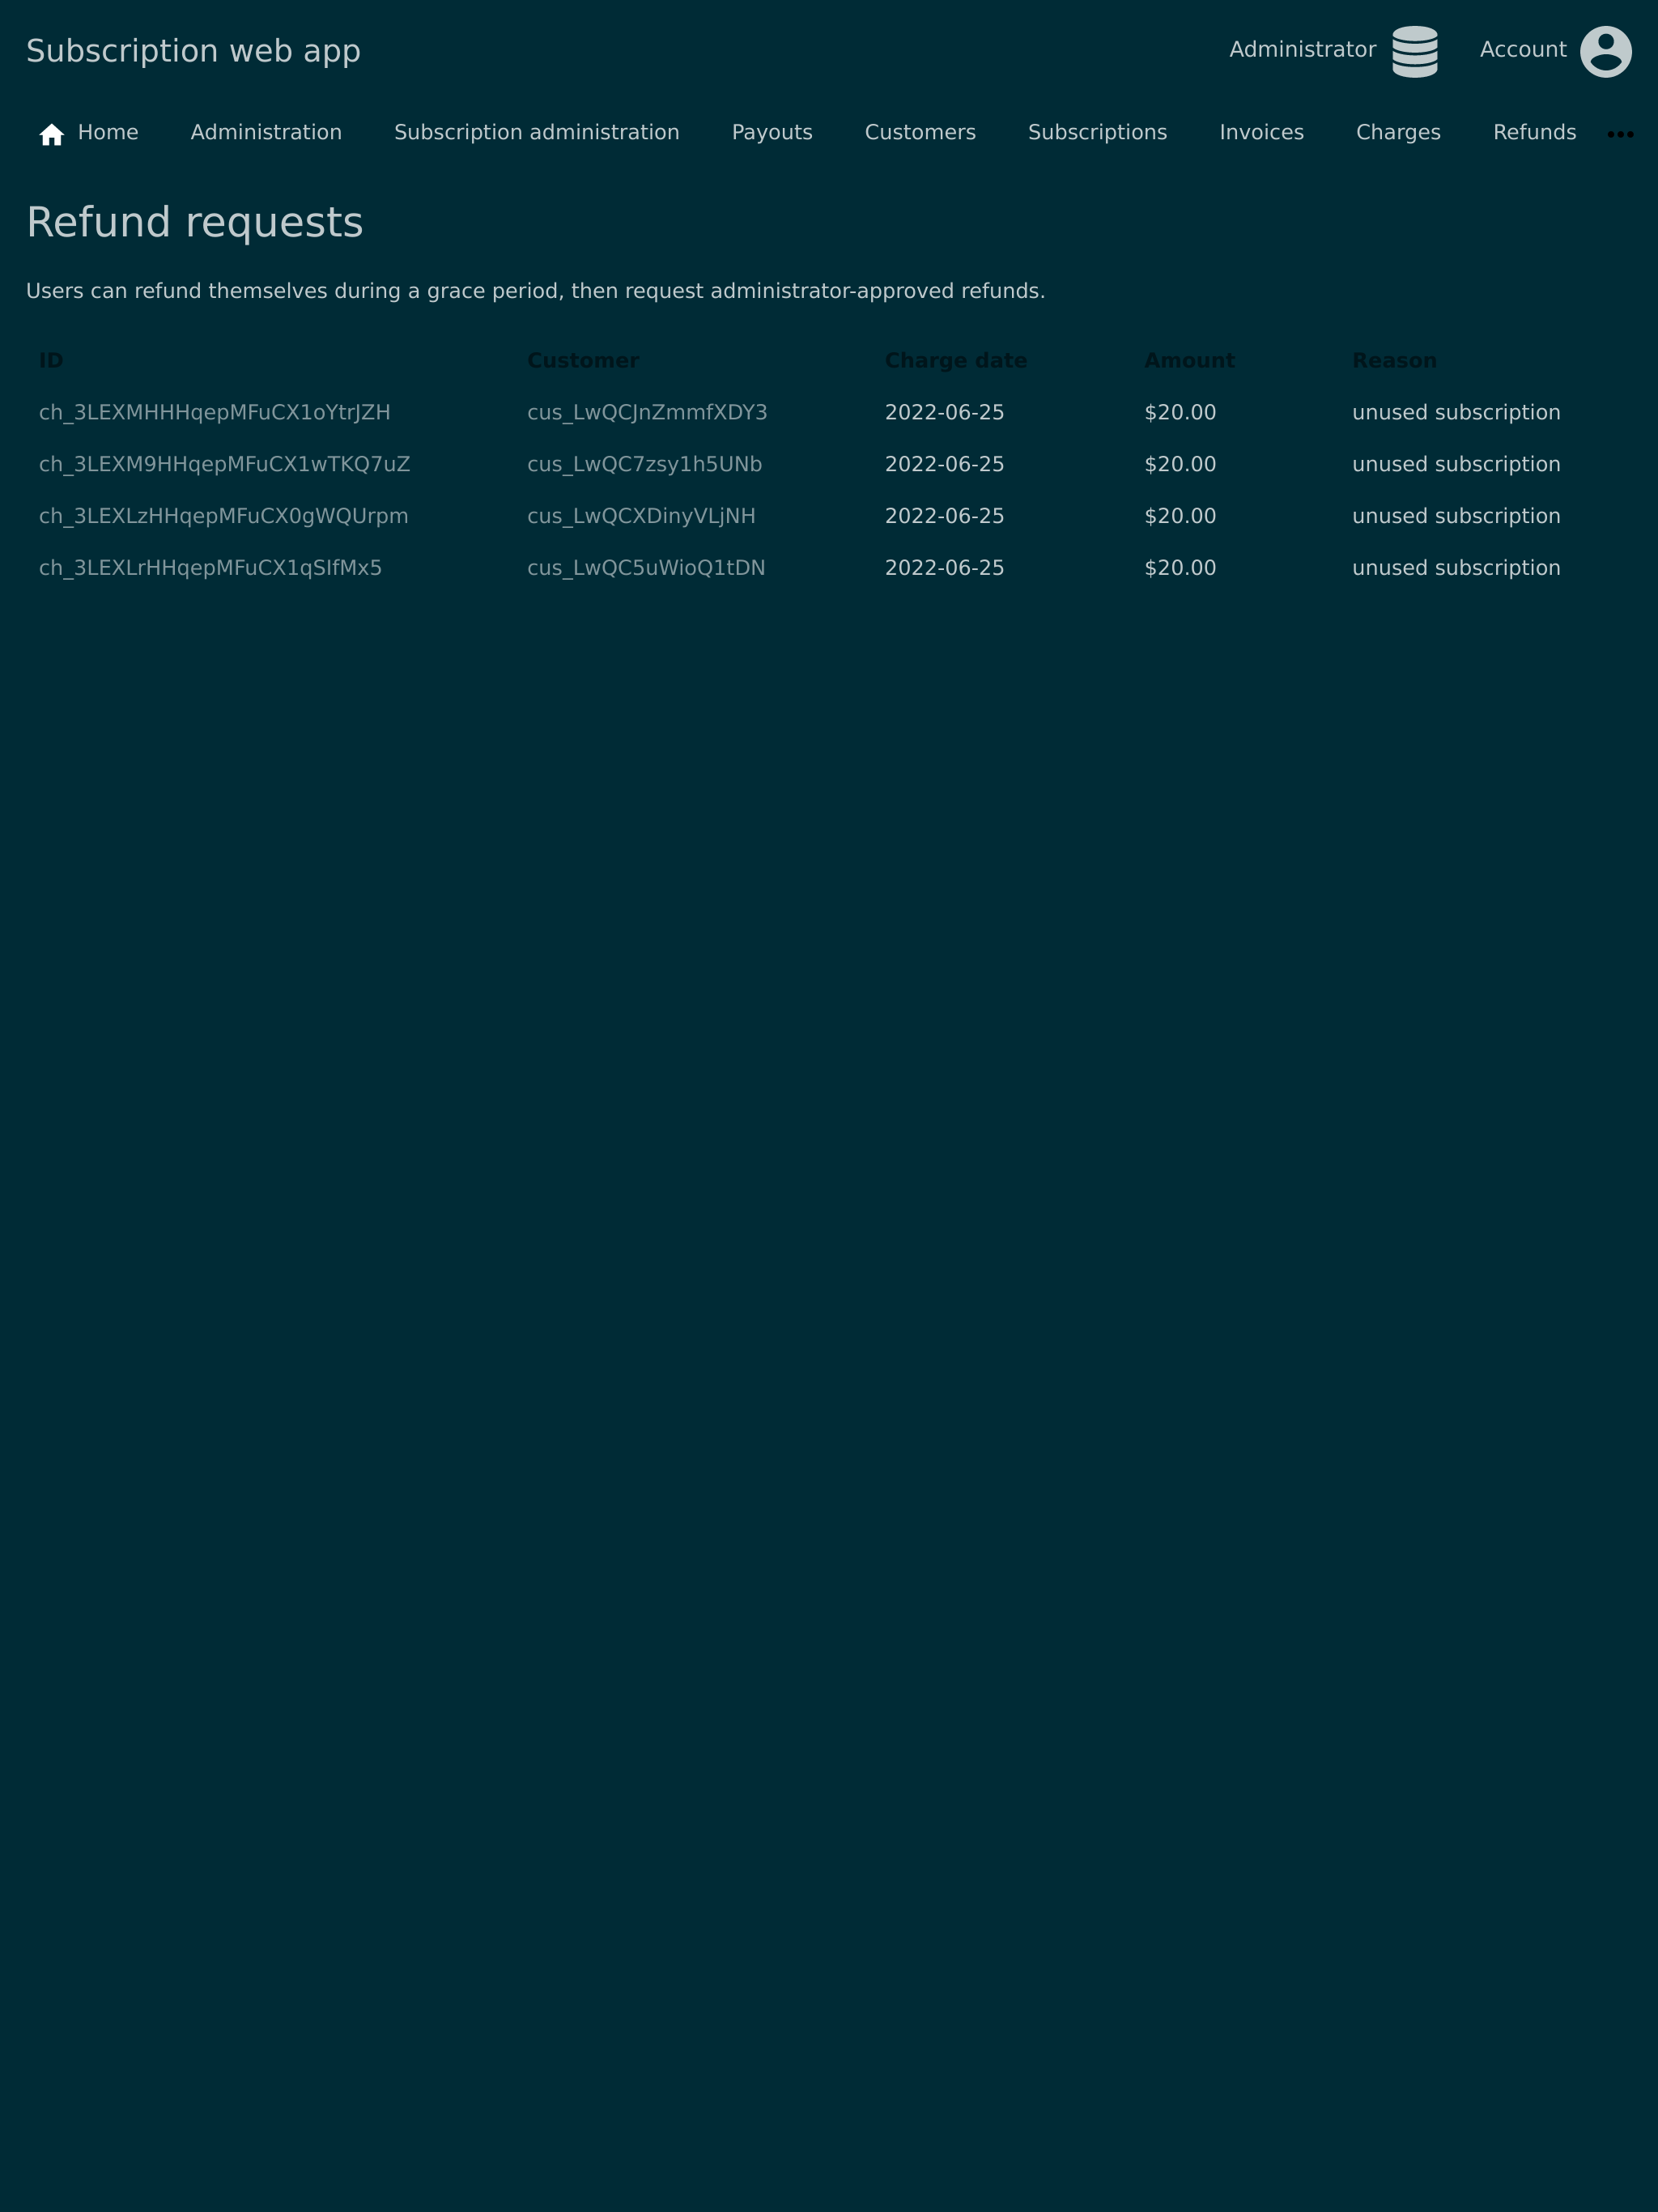 Subscription web app Administrator Account
Home Administration Subscription administration Payouts Customers Subscriptions Invoices Charges Refunds
Refund requests
Users can refund themselves during a grace period, then request administrator-approved refunds.
ID Customer Charge date Amount Reason
ch_3LEXMHHHqepMFuCX1oYtrJZH cus_LwQCJnZmmfXDY3 2022-06-25 $20.00 unused subscription
ch_3LEXM9HHqepMFuCX1wTKQ7uZ cus_LwQC7zsy1h5UNb 2022-06-25 $20.00 unused subscription
ch_3LEXLzHHqepMFuCX0gWQUrpm cus_LwQCXDinyVLjNH 2022-06-25 $20.00 unused subscription
ch_3LEXLrHHqepMFuCX1qSIfMx5 cus_LwQC5uWioQ1tDN 2022-06-25 $20.00 unused subscription